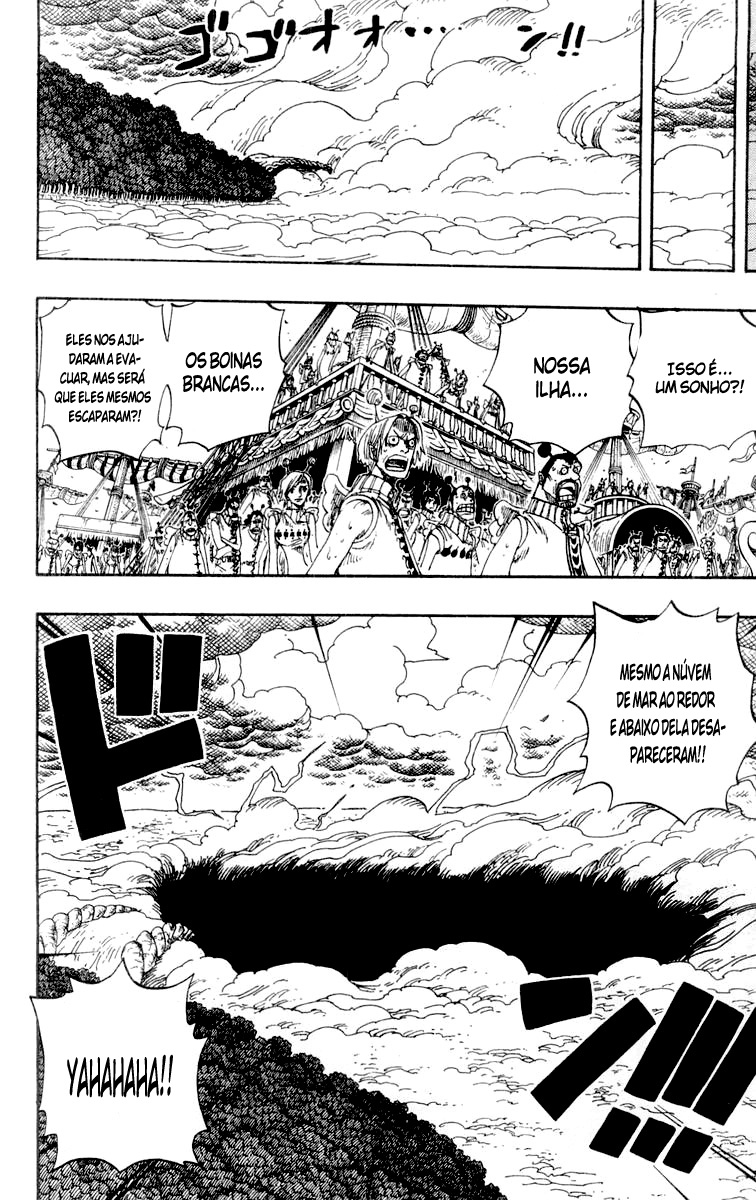 ゴゴゴオオ… ン!!
ISSO É...
UM SONHO?!
NOSSA
ILHA...
OS BOINAS
BRANCAS...
ELES NOS AJU-
DARAM A EVA-
CUAR, MAS SERÁ
QUE ELES MESMOS
ESCAPARAM?!
MESMO A NÚVEM
DE MAR AO REDOR
E ABAIXO DELA DESA-
PARECERAM!!
ドン!!
YAHAHAHA!!